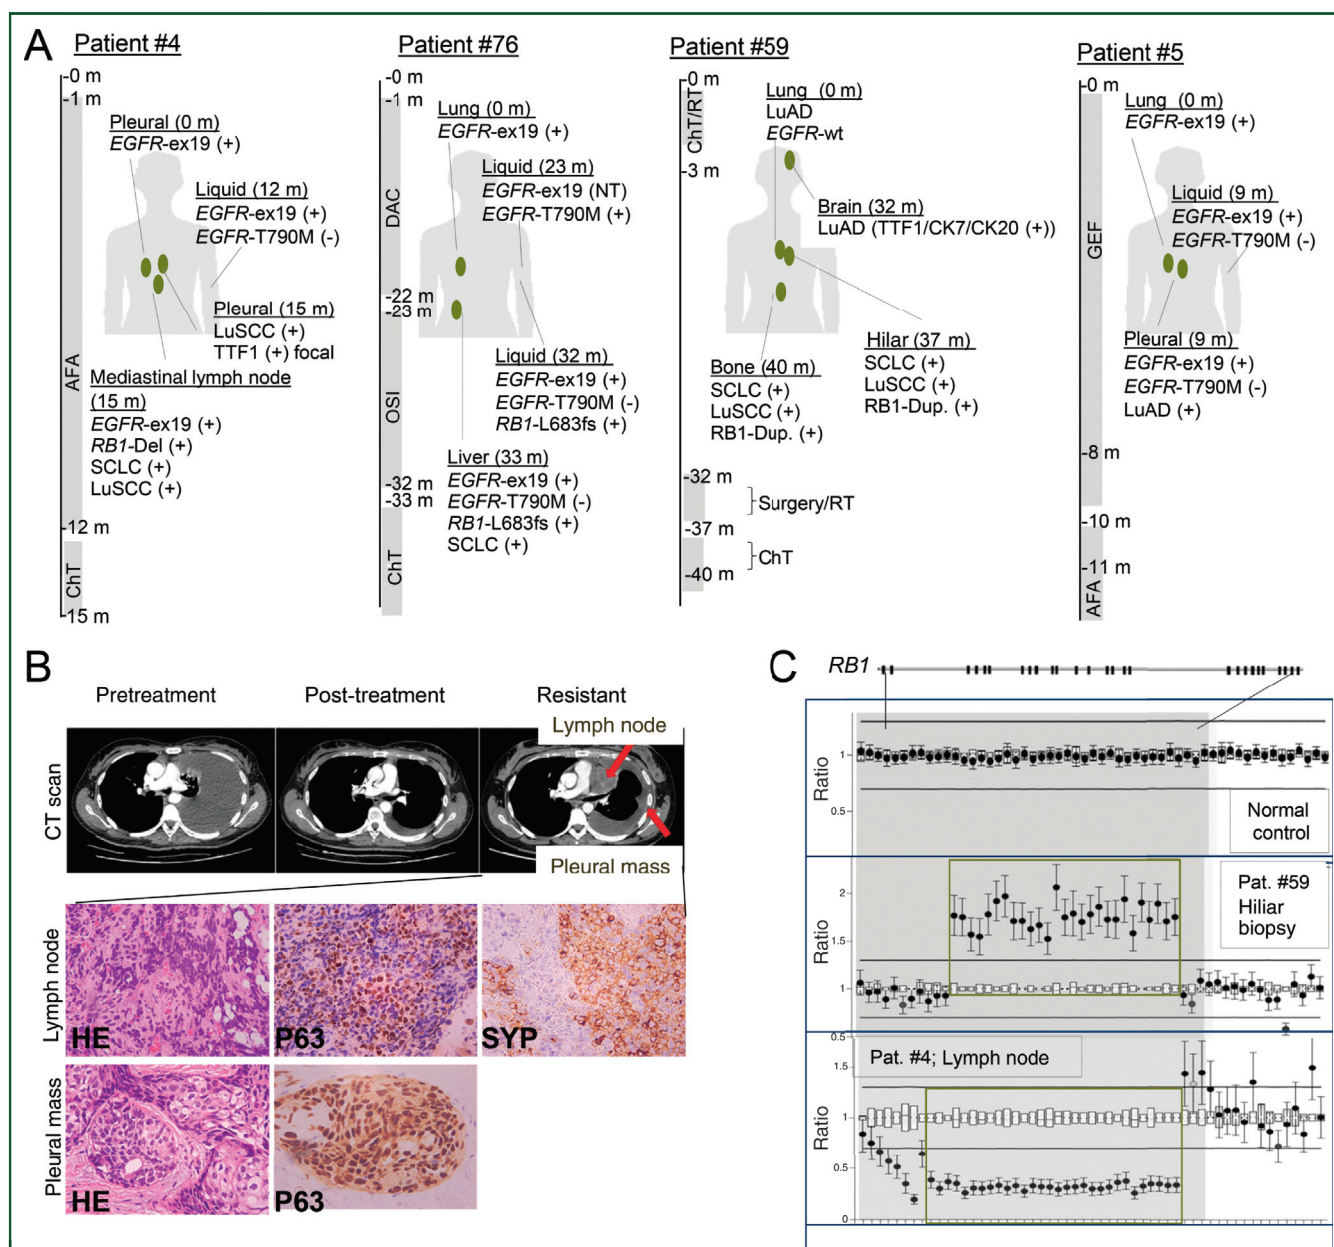 A
Patient #4
-0 m
-1 m
Pleural (0 m)
EGFR-ex19 (+)
Liquid (12 m)
EGFR-ex19 (+)
EGFR-T790M (-)
Pleural (15 m)
LuSCC (+)
TTF1 (+) focal
Mediastinal lymph node
(15 m)
EGFR-ex19 (+)
RB1-Del (+)
SCLC (+)
LuSCC (+)
AFA
-12 m
ChT
-15 m
Patient #76
-0 m
-1 m
Lung (0 m)
EGFR-ex19 (+)
Liquid (23 m)
EGFR-ex19 (NT)
EGFR-T790M (+)
DAC
-22 m
-23 m
Liquid (32 m)
EGFR-ex19 (+)
EGFR-T790M (-)
RB1-L683fs (+)
OSI
Liver (33 m)
EGFR-ex19 (+)
EGFR-T790M (-)
RB1-L683fs (+)
SCLC (+)
-32 m
-33 m
ChT
Patient #59
-0 m
ChT/RT
-3 m
Lung (0 m)
LuAD
EGFR-wt
Brain (32 m)
LuAD (TTF1/CK7/CK20 (+))
Hilar (37 m)
SCLC (+)
LuSCC (+)
RB1-Dup. (+)
Bone (40 m)
SCLC (+)
LuSCC (+)
RB1-Dup. (+)
-32 m
Surgery/RT
-37 m
ChT
-40 m
Patient #5
-0 m
Lung (0 m)
EGFR-ex19 (+)
Liquid (9 m)
EGFR-ex19 (+)
EGFR-T790M (-)
GEF
Pleural (9 m)
EGFR-ex19 (+)
EGFR-T790M (-)
LuAD (+)
-8 m
-10 m
-11 m
AFA
B
Pretreatment
Post-treatment
Resistant
Lymph node
CT scan
Pleural mass
Lymph node
HE
P63
SYP
Pleural mass
HE
P63
C
RB1
Ratio
1
0.5
Normal
control
Ratio
2
1.5
1
0.5
Pat. #59
Hiliar
biopsy
Pat. #4; Lymph node
Ratio
1.5
1
0.5
0